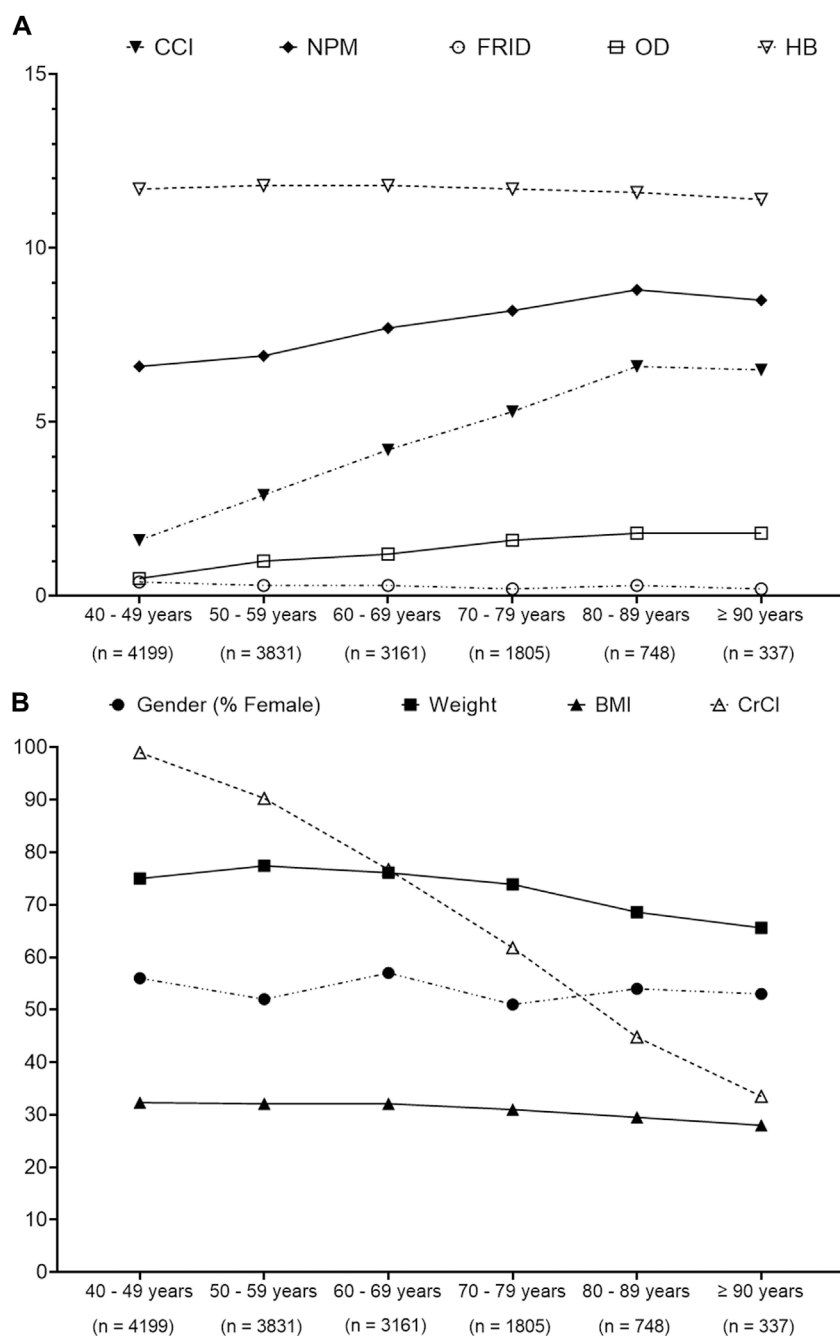 A
CCI NPM FRID OD HB
15
10
5
0
40 - 49 years 50 - 59 years 60 - 69 years 70 - 79 years 80 - 89 years ≥ 90 years
(n = 4199) (n = 3831) (n = 3161) (n = 1805) (n = 748) (n = 337)
B
Gender (% Female) Weight BMI CrCl
100
90
80
70
60
50
40
30
20
10
0
40 - 49 years 50 - 59 years 60 - 69 years 70 - 79 years 80 - 89 years ≥ 90 years
(n = 4199) (n = 3831) (n = 3161) (n = 1805) (n = 748) (n = 337)